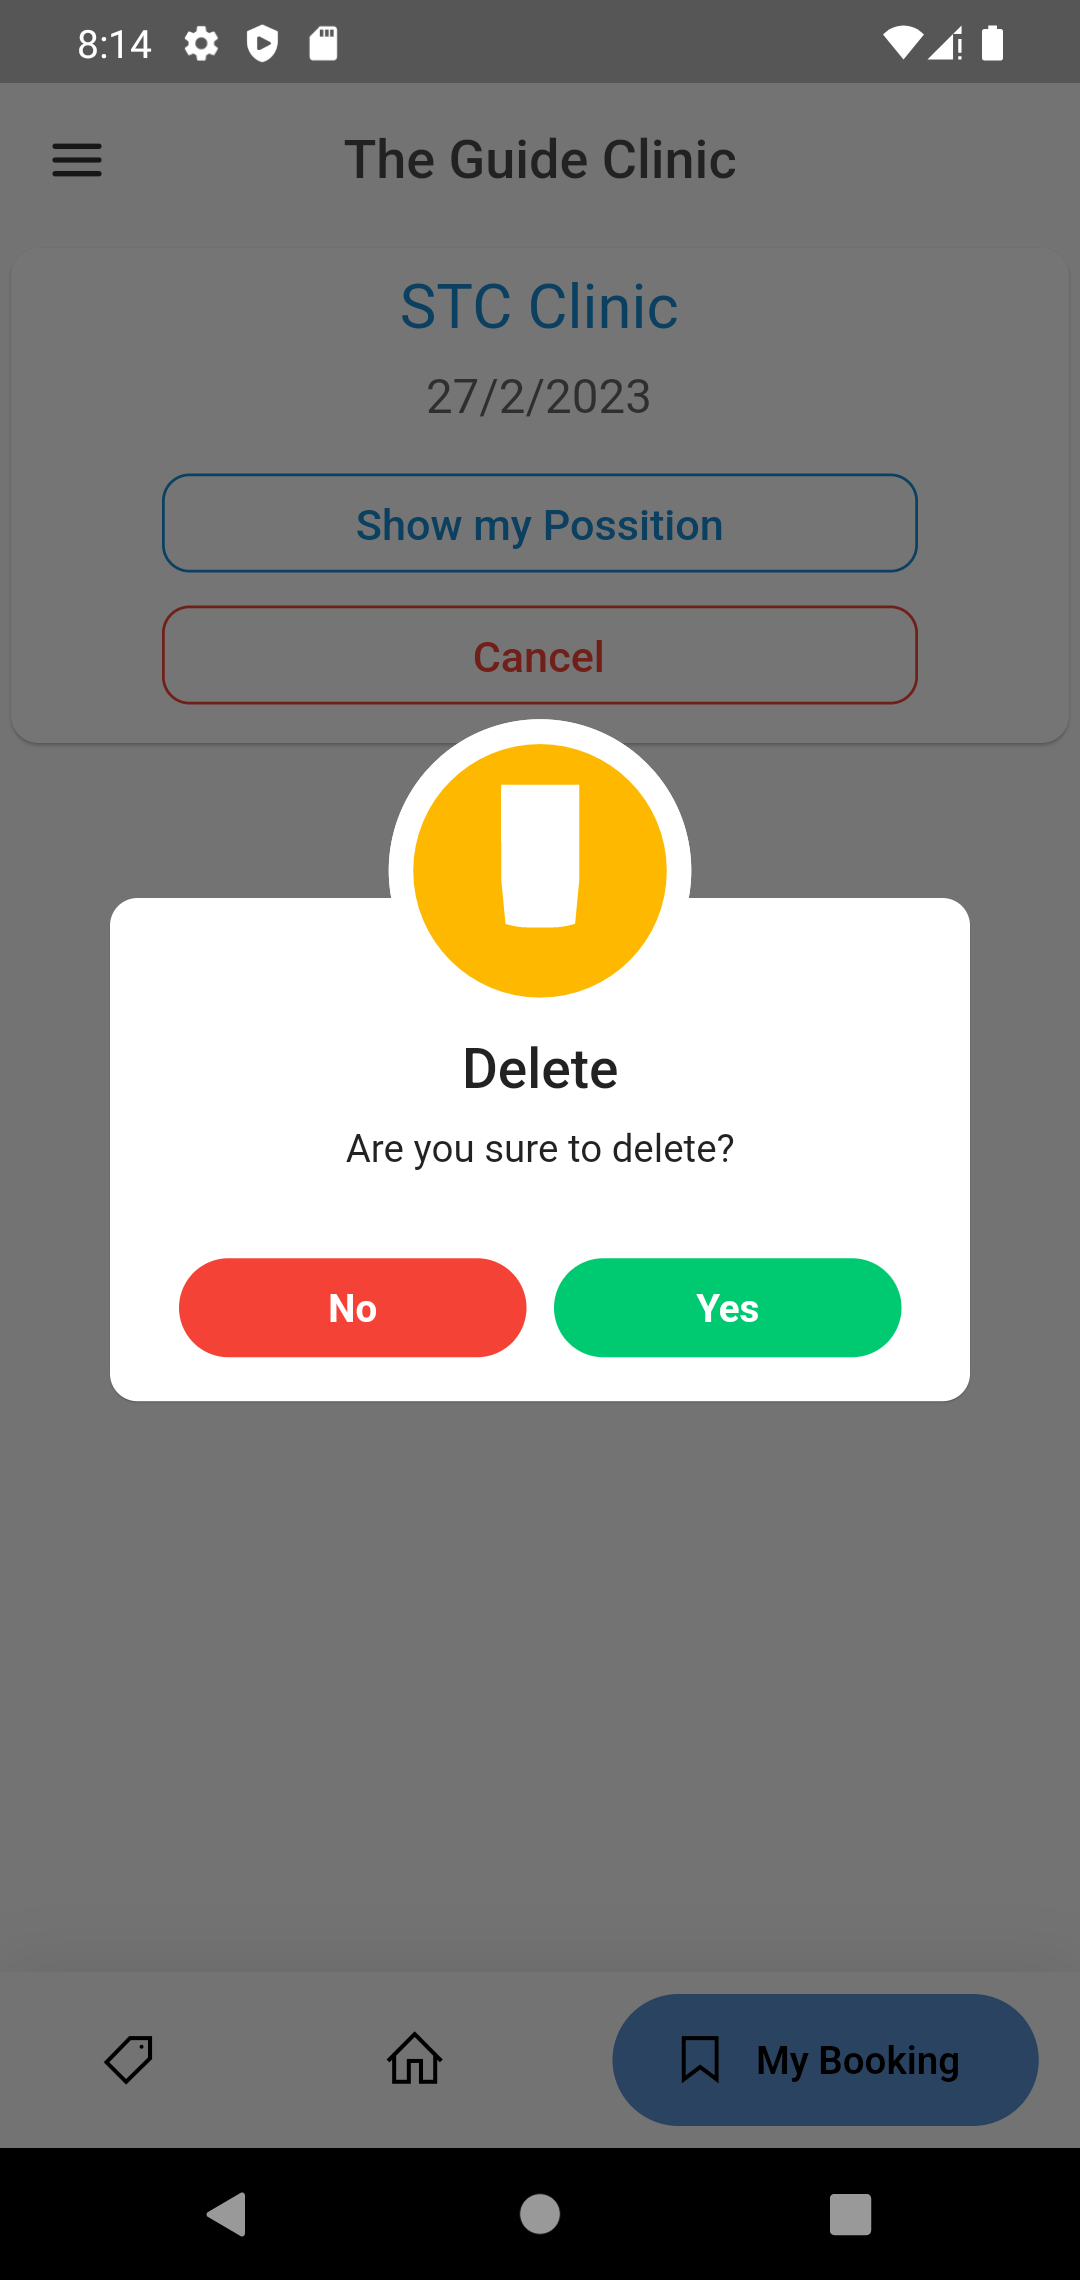 8:14
The Guide Clinic
STC Clinic
27/2/2023
Show my Possition
Cancel
Delete
Are you sure to delete?
No
Yes
My Booking